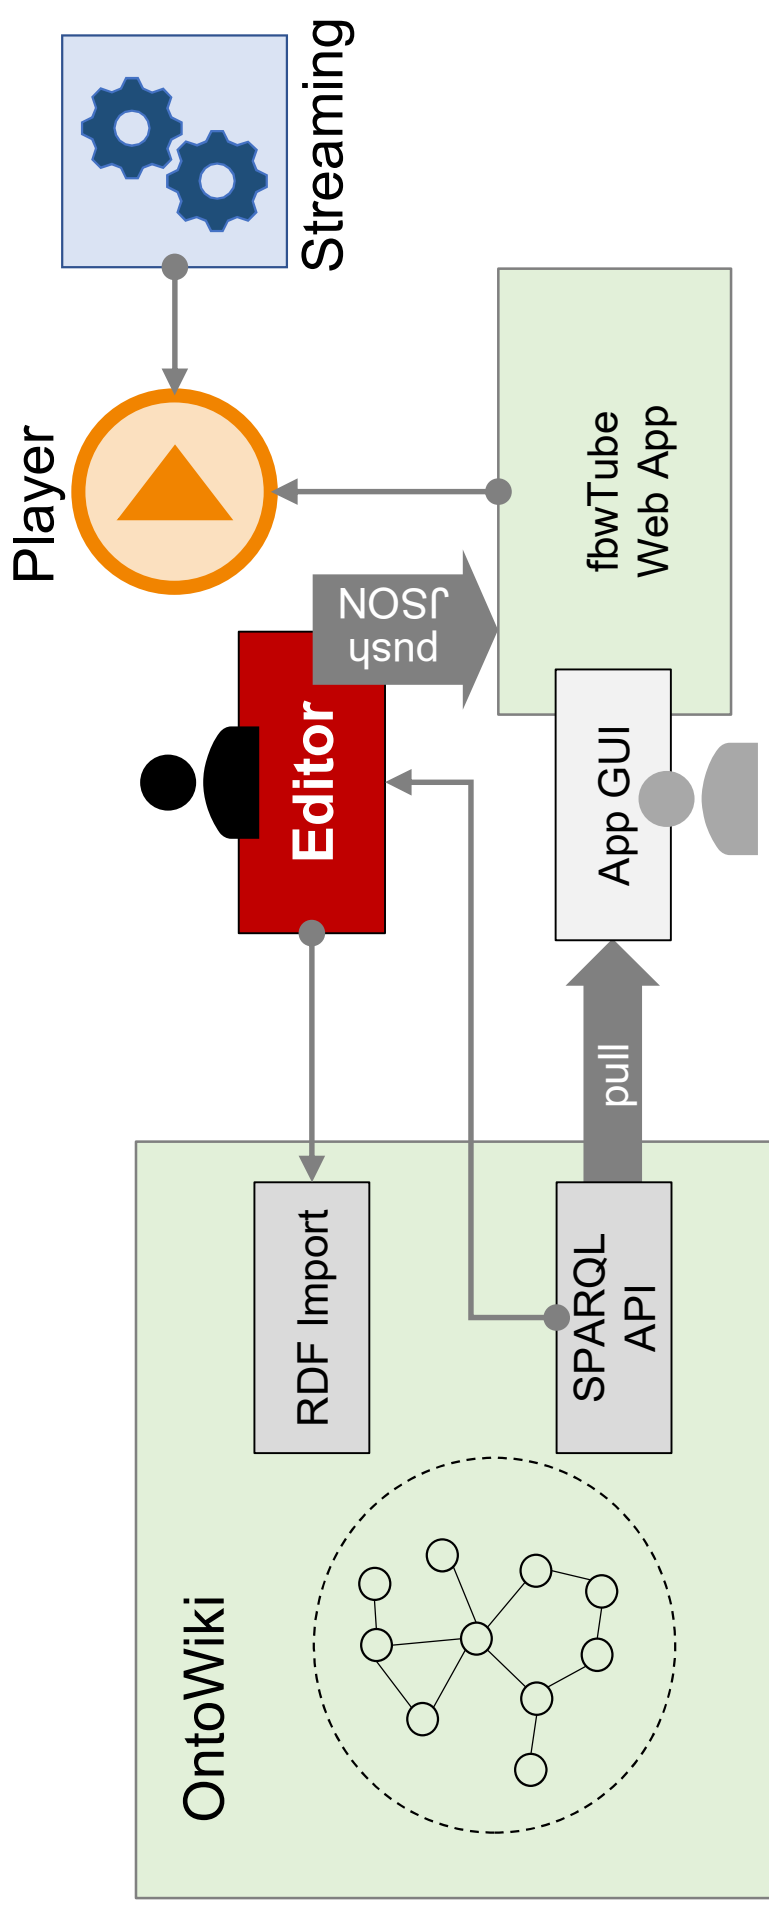 OntoWiki
RDF Import
SPARQL
API
pull
Editor
push
JSON
App GUI
fbwTube
Web App
Player
Streaming